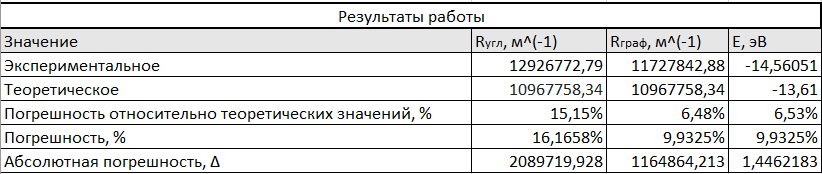 Результаты работы
Значение Rугл, м^(-1) Rграф, м^(-1) E, эВ
Экспериментальное 12926772,79 11727842,88 -14,56051
Теоретическое 10967758,34 10967758,34 -13,61
Погрешность относительно теоретических значений, % 15,15% 6,48% 6,53%
Погрешность, % 16,1658% 9,9325% 9,9325%
Абсолютная погрешность, Δ 2089719,928 1164864,213 1,4462183